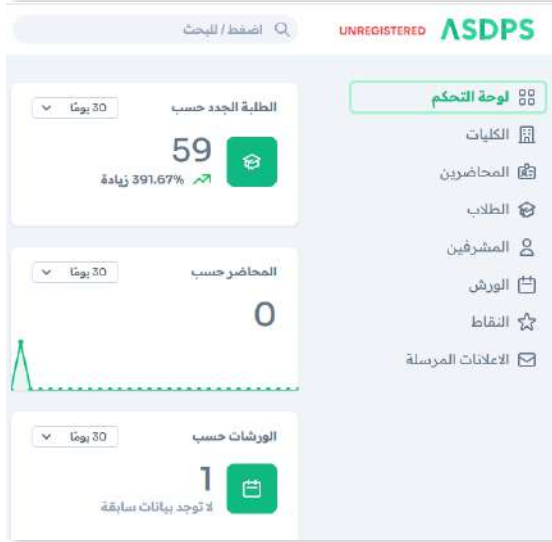 ASDPS UNREGISTERED
اضغط / للبحث
لوحة التحكم
الكليات
المحاضرين
الطلاب
المشرفين
الورش
النقاط
الاعلانات المرسلة
الطلبة الجدد حسب
30 يومًا
59
391.67% زيادة
المحاضر حسب
30 يومًا
0
الورشات حسب
30 يومًا
1
لا توجد بيانات سابقة